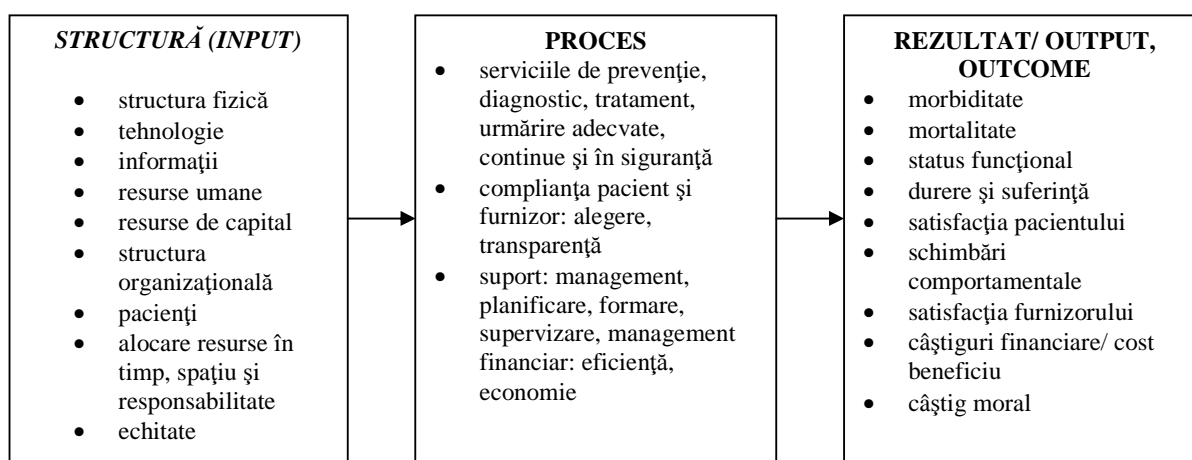 STRUCTURĂ (INPUT)
• structura fizică
• tehnologie
• informaţii
• resurse umane
• resurse de capital
• structura
organizaţională
• pacienţi
• alocare resurse în
timp, spaţiu şi
responsabilitate
• echitate
PROCES
• serviciile de prevenţie,
diagnostic, tratament,
urmărire adecvate,
continue şi în siguranţă
• complianţa pacient şi
furnizor: alegere,
transparenţă
• suport: management,
planificare, formare,
supervizare, management
financiar: eficienţă,
economie
REZULTAT/ OUTPUT,
OUTCOME
• morbiditate
• mortalitate
• status funcţional
• durere şi suferinţă
• satisfacţia pacientului
• schimbări
comportamentale
• satisfacţia furnizorului
• câştiguri financiare/ cost
beneficiu
• câştig moral